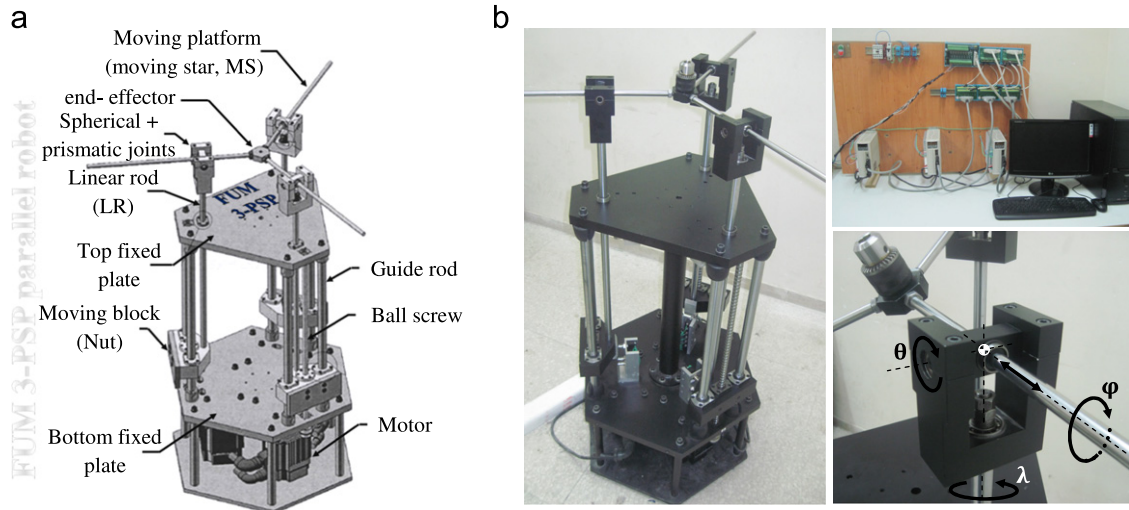 a
b
Moving platform
(moving star, MS)
end- effector
Spherical +
prismatic joints
Linear rod
(LR)
FUM
3-PSP
Top fixed
plate
Guide rod
Moving block
(Nut)
Ball screw
Bottom fixed
plate
Motor
FUM 3-PSP parallel robot
θ
φ
λ